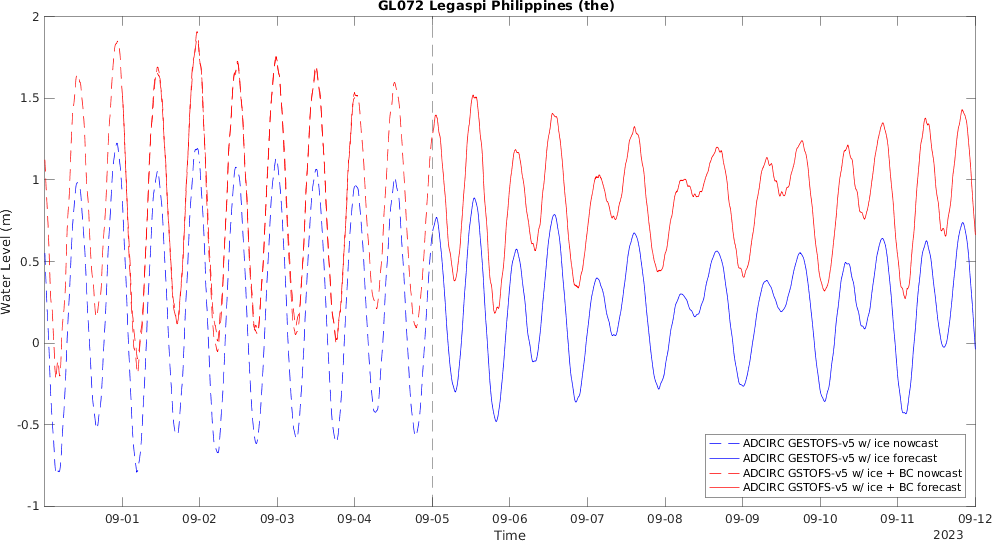 GL072 Legaspi Philippines (the)
2
1.5
1
0.5
0
-0.5
-1
Water Level (m)
ADCIRC GESTOFS-v5 w/ ice nowcast
ADCIRC GESTOFS-v5 w/ ice forecast
ADCIRC GSTOFS-v5 w/ ice + BC nowcast
ADCIRC GSTOFS-v5 w/ ice + BC forecast
09-01 09-02 09-03 09-04 09-05 09-06 09-07 09-08 09-09 09-10 09-11 09-12
Time
2023